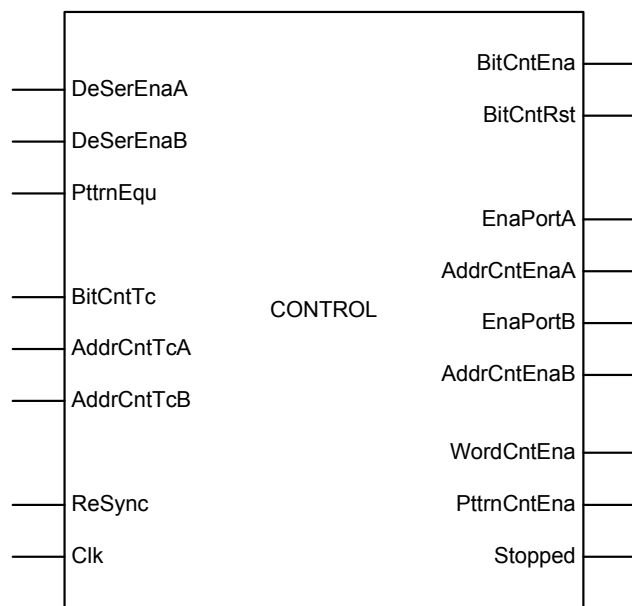 BitCntEna
DeSerEnaA
BitCntRst
DeSerEnaB
PttrnEqu
EnaPortA
AddrCntEnaA
BitCntTc
CONTROL
EnaPortB
AddrCntTcA
AddrCntEnaB
AddrCntTcB
WordCntEna
ReSync
PttrnCntEna
Clk
Stopped